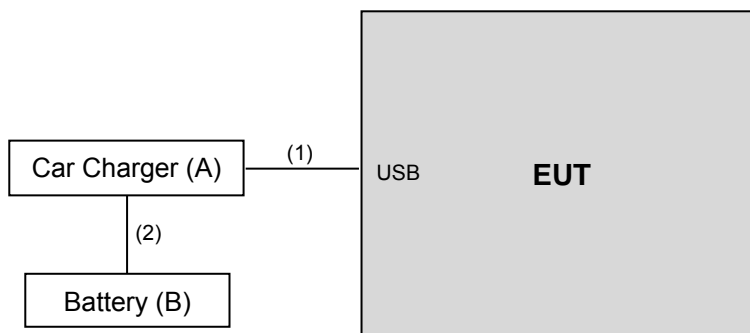 (1)
Car Charger (A)
USB
EUT
(2)
Battery (B)